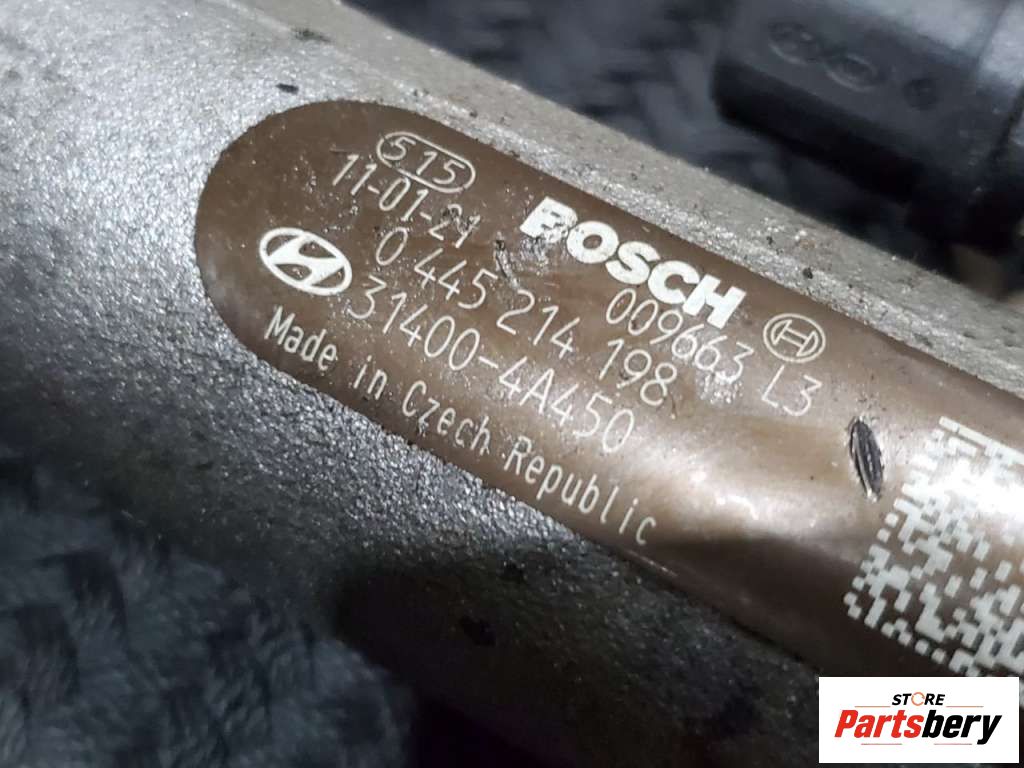 515
11-01-21
BOSCH
009663 L3
0 445 214 198
31400-4A450
Made in Czech Republic
STORE
Partsbery